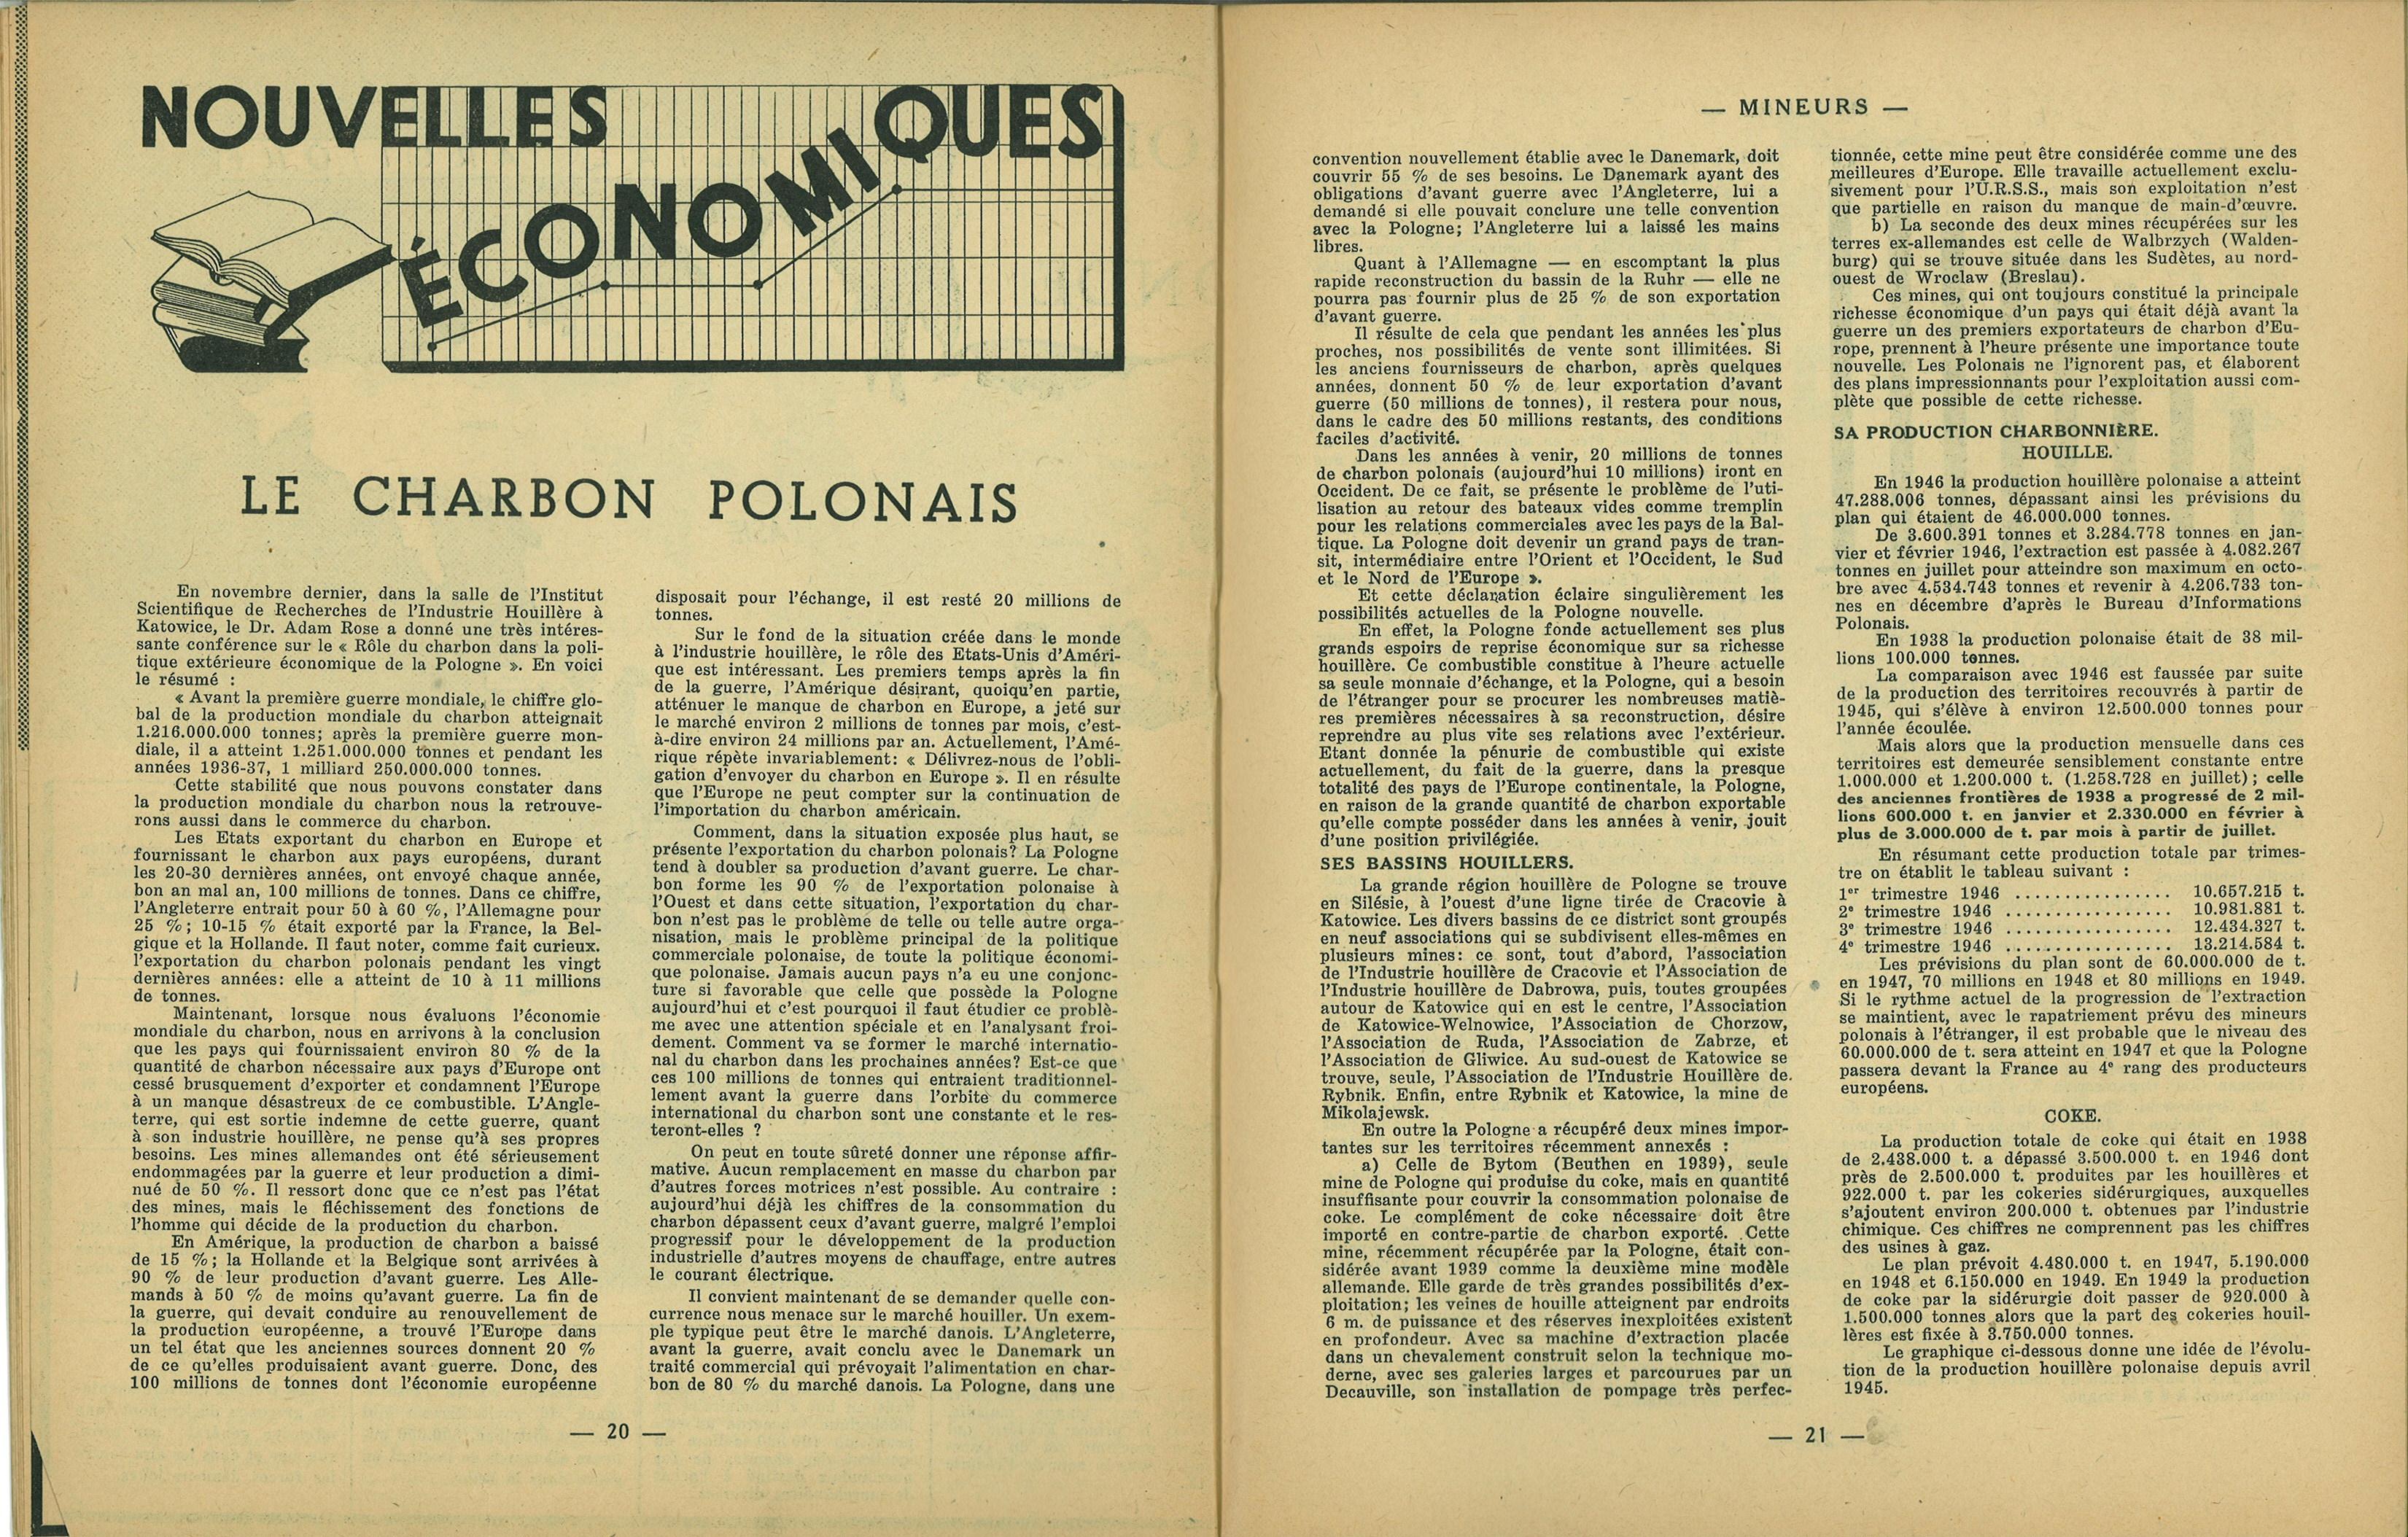 NOUVELLES
ÉCONOMIQUES
LE CHARBON POLONAIS
En novembre dernier, dans la salle de l'Institut
Scientifique de Recherches de l'Industrie Houillère à
Katowice, le Dr. Adam Rose a donné une très intéres-
sante conférence sur le « Rôle du charbon dans la poli-
tique extérieure économique de la Pologne ». En voici
le résumé :
« Avant la première guerre mondiale, le chiffre glo-
bal de la production mondiale du charbon atteignait
1.216.000.000 tonnes; après la première guerre mon-
diale, il a atteint 1.251.000.000 tonnes et pendant les
années 1936-37, 1 milliard 250.000.000 tonnes.
Cette stabilité que nous pouvons constater dans
la production mondiale du charbon nous la retrouve-
rons aussi dans le commerce du charbon.
Les Etats exportant du charbon en Europe et
fournissant le charbon aux pays européens, durant
les 20-30 dernières années, ont envoyé chaque année,
bon an mal an, 100 millions de tonnes. Dans ce chiffre,
l'Angleterre entrait pour 50 à 60 %, l'Allemagne pour
25 %; 10-15 % était exporté par la France, la Bel-
gique et la Hollande. Il faut noter, comme fait curieux.
l'exportation du charbon polonais pendant les vingt
dernières années: elle a atteint de 10 à 11 millions
de tonnes.
Maintenant, lorsque nous évaluons l'économie
mondiale du charbon, nous en arrivons à la conclusion
que les pays qui fournissaient environ 80 % de la
quantité de charbon nécessaire aux pays d'Europe ont
cessé brusquement d'exporter et condamnent l'Europe
à un manque désastreux de ce combustible. L'Angle-
terre, qui est sortie indemne de cette guerre, quant
à son industrie houillère, ne pense qu'à ses propres
besoins. Les mines allemandes ont été sérieusement
endommagées par la guerre et leur production a dimi-
nué de 50 %. Il ressort donc que ce n'est pas l'état
des mines, mais le fléchissement des fonctions de
l'homme qui décide de la production du charbon.
En Amérique, la production de charbon a baissé
de 15 %; la Hollande et la Belgique sont arrivées à
90 % de leur production d'avant guerre. Les Alle-
mands à 50 % de moins qu'avant guerre. La fin de
la guerre, qui devait conduire au renouvellement de
la production européenne, a trouvé l'Europe dans
un tel état que les anciennes sources donnent 20 %
de ce qu'elles produisaient avant guerre. Donc, des
100 millions de tonnes dont l'économie européenne
disposait pour l'échange, il est resté 20 millions de
tonnes.
Sur le fond de la situation créée dans le monde
à l'industrie houillère, le rôle des Etats-Unis d'Améri-
que est intéressant. Les premiers temps après la fin
de la guerre, l'Amérique désirant, quoiqu'en partie,
atténuer le manque de charbon en Europe, a jeté sur
le marché environ 2 millions de tonnes par mois, c'est-
à-dire environ 24 millions par an. Actuellement, l'Amé-
rique répète invariablement: « Délivrez-nous de l'obli-
gation d'envoyer du charbon en Europe ». Il en résulte
que l'Europe ne peut compter sur la continuation de
l'importation du charbon américain.
Comment, dans la situation exposée plus haut, se
présente l'exportation du charbon polonais? La Pologne
tend à doubler sa production d'avant guerre. Le char-
bon forme les 90 % de l'exportation polonaise à
l'Ouest et dans cette situation, l'exportation du char-
bon n'est pas le problème de telle ou telle autre orga-
nisation, mais le problème principal de la politique
commerciale polonaise, de toute la politique économi-
que polonaise. Jamais aucun pays n'a eu une conjonc-
ture si favorable que celle que possède la Pologne
aujourd'hui et c'est pourquoi il faut étudier ce problè-
me avec une attention spéciale et en l'analysant froi-
dement. Comment va se former le marché internatio-
nal du charbon dans les prochaines années? Est-ce que
ces 100 millions de tonnes qui entraient traditionnel-
lement avant la guerre dans l'orbite du commerce
international du charbon sont une constante et le res-
teront-elles ?
On peut en toute sûreté donner une réponse affir-
mative. Aucun remplacement en masse du charbon par
d'autres forces motrices n'est possible. Au contraire :
aujourd'hui déjà les chiffres de la consommation du
charbon dépassent ceux d'avant guerre, malgré l'emploi
progressif pour le développement de la production
industrielle d'autres moyens de chauffage, entre autres
le courant électrique.
Il convient maintenant de se demander quelle con-
currence nous menace sur le marché houiller. Un exem-
ple typique peut être le marché danois. L'Angleterre,
avant la guerre, avait conclu avec le Danemark un
traité commercial qui prévoyait l'alimentation en char-
bon de 80 % du marché danois. La Pologne, dans une
— 20 —
— MINEURS —
convention nouvellement établie avec le Danemark, doit
couvrir 55 % de ses besoins. Le Danemark ayant des
obligations d'avant guerre avec l'Angleterre, lui a
demandé si elle pouvait conclure une telle convention
avec la Pologne; l'Angleterre lui a laissé les mains
libres.
Quant à l'Allemagne — en escomptant la plus
rapide reconstruction du bassin de la Ruhr — elle ne
pourra pas fournir plus de 25 % de son exportation
d'avant guerre.
Il résulte de cela que pendant les années les plus
proches, nos possibilités de vente sont illimitées. Si
les anciens fournisseurs de charbon, après quelques
années, donnent 50 % de leur exportation d'avant
guerre (50 millions de tonnes), il restera pour nous,
dans le cadre des 50 millions restants, des conditions
faciles d'activité.
Dans les années à venir, 20 millions de tonnes
de charbon polonais (aujourd'hui 10 millions) iront en
Occident. De ce fait, se présente le problème de l'uti-
lisation au retour des bateaux vides comme tremplin
pour les relations commerciales avec les pays de la Bal-
tique. La Pologne doit devenir un grand pays de tran-
sit, intermédiaire entre l'Orient et l'Occident, le Sud
et le Nord de l'Europe ».
Et cette déclaration éclaire singulièrement les
possibilités actuelles de la Pologne nouvelle.
En effet, la Pologne fonde actuellement ses plus
grands espoirs de reprise économique sur sa richesse
houillère. Ce combustible constitue à l'heure actuelle
sa seule monnaie d'échange, et la Pologne, qui a besoin
de l'étranger pour se procurer les nombreuses matiè-
res premières nécessaires à sa reconstruction, désire
reprendre au plus vite ses relations avec l'extérieur.
Etant donnée la pénurie de combustible qui existe
actuellement, du fait de la guerre, dans la presque
totalité des pays de l'Europe continentale, la Pologne,
en raison de la grande quantité de charbon exportable
qu'elle compte posséder dans les années à venir, jouit
d'une position privilégiée.
SES BASSINS HOUILLERS.
La grande région houillère de Pologne se trouve
en Silésie, à l'ouest d'une ligne tirée de Cracovie à
Katowice. Les divers bassins de ce district sont groupés
en neuf associations qui se subdivisent elles-mêmes en
plusieurs mines: ce sont, tout d'abord, l'association
de l'Industrie houillère de Cracovie et l'Association de
l'Industrie houillère de Dabrowa, puis, toutes groupées
autour de Katowice qui en est le centre, l'Association
de Katowice-Welnowice, l'Association de Chorzow,
l'Association de Ruda, l'Association de Zabrze, et
l'Association de Gliwice. Au sud-ouest de Katowice se
trouve, seule, l'Association de l'Industrie Houillère de.
Rybnik. Enfin, entre Rybnik et Katowice, la mine de
Mikolajewsk.
En outre la Pologne a récupéré deux mines impor-
tantes sur les territoires récemment annexés :
a) Celle de Bytom (Beuthen en 1939), seule
mine de Pologne qui produise du coke, mais en quantité
insuffisante pour couvrir la consommation polonaise de
coke. Le complément de coke nécessaire doit être
importé en contre-partie de charbon exporté. Cette
mine, récemment récupérée par la Pologne, était con-
sidérée avant 1939 comme la deuxième mine modèle
allemande. Elle garde de très grandes possibilités d'ex-
ploitation; les veines de houille atteignent par endroits
6 m. de puissance et des réserves inexploitées existent
en profondeur. Avec sa machine d'extraction placée
dans un chevalement construit selon la technique mo-
derne, avec ses galeries larges et parcourues par un
Decauville, son installation de pompage très perfec-
tionnée, cette mine peut être considérée comme une des
meilleures d'Europe. Elle travaille actuellement exclu-
sivement pour l'U.R.S.S., mais son exploitation n'est
que partielle en raison du manque de main-d'œuvre.
b) La seconde des deux mines récupérées sur les
terres ex-allemandes est celle de Walbrzych (Walden-
burg) qui se trouve située dans les Sudètes, au nord-
ouest de Wroclaw (Breslau).
Ces mines, qui ont toujours constitué la principale
richesse économique d'un pays qui était déjà avant la
guerre un des premiers exportateurs de charbon d'Eu-
rope, prennent à l'heure présente une importance toute
nouvelle. Les Polonais ne l'ignorent pas, et élaborent
des plans impressionnants pour l'exploitation aussi com-
plète que possible de cette richesse.
SA PRODUCTION CHARBONNIÈRE.
HOUILLE.
En 1946 la production houillère polonaise a atteint
47.288.006 tonnes, dépassant ainsi les prévisions du
plan qui étaient de 46.000.000 tonnes.
De 3.600.391 tonnes et 3.284.778 tonnes en jan-
vier et février 1946, l'extraction est passée à 4.082.267
tonnes en juillet pour atteindre son maximum en octo-
bre avec 4.534.743 tonnes et revenir à 4.206.733 ton-
nes en décembre d'après le Bureau d'Informations
Polonais.
En 1938 la production polonaise était de 38 mil-
lions 100.000 tonnes.
La comparaison avec 1946 est faussée par suite
de la production des territoires recouvrés à partir de
1945, qui s'élève à environ 12.500.000 tonnes pour
l'année écoulée.
Mais alors que la production mensuelle dans ces
territoires est demeurée sensiblement constante entre
1.000.000 et 1.200.000 t. (1.258.728 en juillet) ; celle
des anciennes frontières de 1938 a progressé de 2 mil-
lions 600.000 t. en janvier et 2.330.000 en février à
plus de 3.000.000 de t. par mois à partir de juillet.
En résumant cette production totale par trimes-
tre on établit le tableau suivant :
1er trimestre 1946 ................ 10.657.215 t.
2e trimestre 1946 ................. 10.981.881 t.
3e trimestre 1946 ................. 12.434.327 t.
4e trimestre 1946 ................. 13.214.584 t.
Les prévisions du plan sont de 60.000.000 de t.
en 1947, 70 millions en 1948 et 80 millions en 1949.
Si le rythme actuel de la progression de l'extraction
se maintient, avec le rapatriement prévu des mineurs
polonais à l'étranger, il est probable que le niveau des
60.000.000 de t. sera atteint en 1947 et que la Pologne
passera devant la France au 4e rang des producteurs
européens.
COKE.
La production totale de coke qui était en 1938
de 2.438.000 t. a dépassé 3.500.000 t. en 1946 dont
près de 2.500.000 t. produites par les houillères et
922.000 t. par les cokeries sidérurgiques, auxquelles
s'ajoutent environ 200.000 t. obtenues par l'industrie
chimique. Ces chiffres ne comprennent pas les chiffres
des usines à gaz.
Le plan prévoit 4.480.000 t. en 1947, 5.190.000
en 1948 et 6.150.000 en 1949. En 1949 la production
de coke par la sidérurgie doit passer de 920.000 à
1.500.000 tonnes alors que la part des cokeries houil-
lères est fixée à 3.750.000 tonnes.
Le graphique ci-dessous donne une idée de l'évolu-
tion de la production houillère polonaise depuis avril
1945.
— 21 —